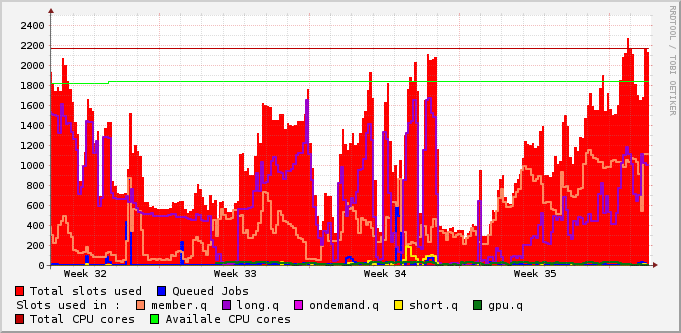 RRDTOOL / TOBI OETIKER
2400
2200
2000
1800
1600
1400
1200
1000
800
600
400
200
0
Week 32 Week 33 Week 34 Week 35
Total slots used Queued Jobs
Slots used in : member.q long.q ondemand.q short.q gpu.q
Total CPU cores Availale CPU cores